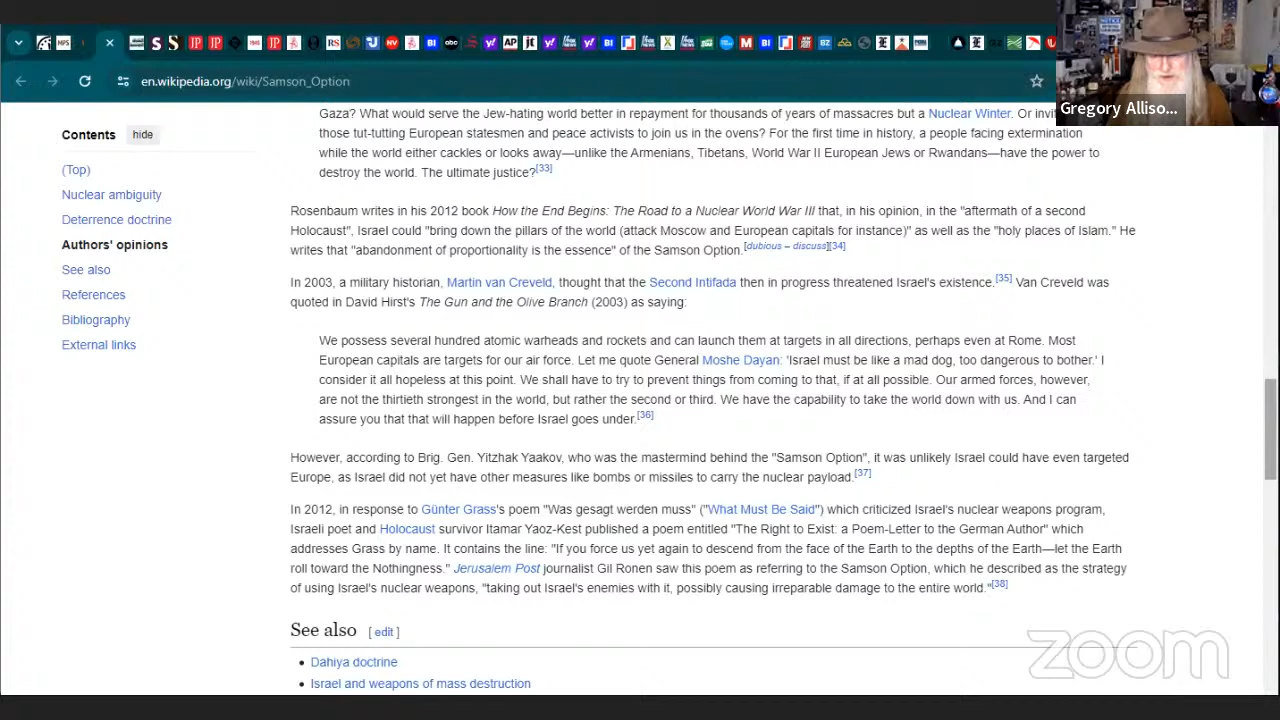 en.wikipedia.org/wiki/Samson_Option
Gregory Alliso...
Contents hide
(Top)
Nuclear ambiguity
Deterrence doctrine
Authors' opinions
See also
References
Bibliography
External links
Gaza? What would serve the Jew-hating world better in repayment for thousands of years of massacres but a Nuclear Winter. Or
those tut-tutting European statesmen and peace activists to join us in the ovens? For the first time in history, a people facing extermination
while the world either cackles or looks away—unlike the Armenians, Tibetans, World War II European Jews or Rwandans—have the power to
destroy the world. The ultimate justice?[33]
Rosenbaum writes in his 2012 book How the End Begins: The Road to a Nuclear World War III that, in his opinion, in the "aftermath of a second
Holocaust", Israel could "bring down the pillars of the world (attack Moscow and European capitals for instance)" as well as the "holy places of Islam." He
writes that "abandonment of proportionality is the essence" of the Samson Option.[dubious – discuss][34]
In 2003, a military historian, Martin van Creveld, thought that the Second Intifada then in progress threatened Israel's existence.[35] Van Creveld was
quoted in David Hirst's The Gun and the Olive Branch (2003) as saying:
We possess several hundred atomic warheads and rockets and can launch them at targets in all directions, perhaps even at Rome. Most
European capitals are targets for our air force. Let me quote General Moshe Dayan: 'Israel must be like a mad dog, too dangerous to bother.' I
consider it all hopeless at this point. We shall have to try to prevent things from coming to that, if at all possible. Our armed forces, however,
are not the thirtieth strongest in the world, but rather the second or third. We have the capability to take the world down with us. And I can
assure you that that will happen before Israel goes under.[36]
However, according to Brig. Gen. Yitzhak Yaakov, who was the mastermind behind the "Samson Option", it was unlikely Israel could have even targeted
Europe, as Israel did not yet have other measures like bombs or missiles to carry the nuclear payload.[37]
In 2012, in response to Günter Grass's poem "Was gesagt werden muss" ("What Must Be Said") which criticized Israel's nuclear weapons program,
Israeli poet and Holocaust survivor Itamar Yaoz-Kest published a poem entitled "The Right to Exist: a Poem-Letter to the German Author" which
addresses Grass by name. It contains the line: "If you force us yet again to descend from the face of the Earth to the depths of the Earth—let the Earth
roll toward the Nothingness." Jerusalem Post journalist Gil Ronen saw this poem as referring to the Samson Option, which he described as the strategy
of using Israel's nuclear weapons, "taking out Israel's enemies with it, possibly causing irreparable damage to the entire world."[38]
See also [ edit ]
• Dahiya doctrine
• Israel and weapons of mass destruction
zoom